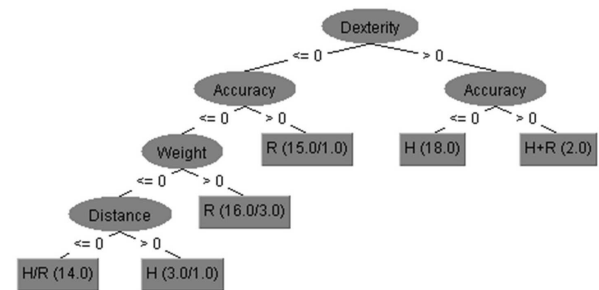 Dexterity
<= 0 > 0
Accuracy Accuracy
<= 0 > 0 <= 0 > 0
Weight R (15.0/1.0) H (18.0) H+R (2.0)
<= 0 > 0
Distance R (16.0/3.0)
<= 0 > 0
H/R (14.0) H (3.0/1.0)